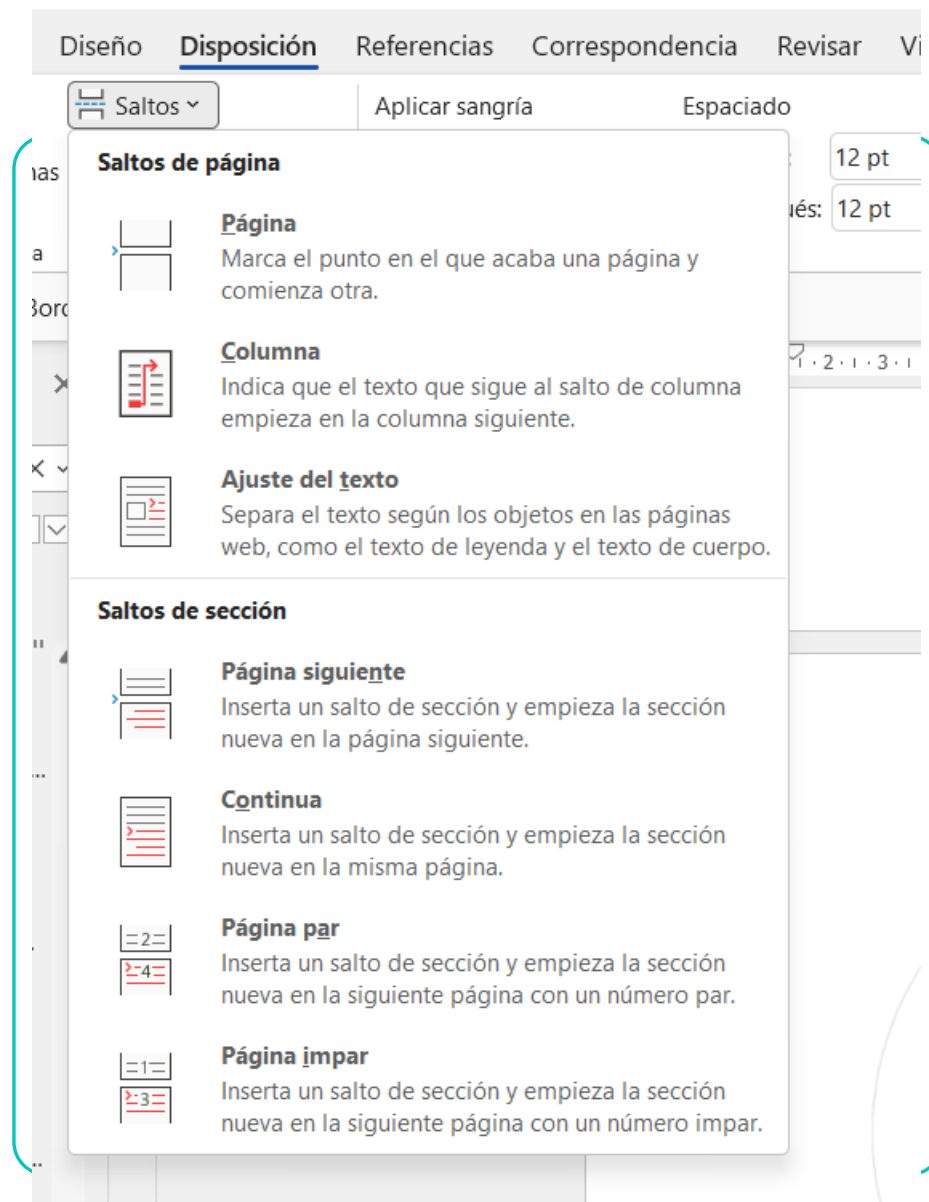 Diseño Disposición Referencias Correspondencia Revisar
Saltos Aplicar sangría Espaciado
12 pt
12 pt
Saltos de página
Página
Marca el punto en el que acaba una página y
comienza otra.
Columna
Indica que el texto que sigue al salto de columna
empieza en la columna siguiente.
Ajuste del texto
Separa el texto según los objetos en las páginas
web, como el texto de leyenda y el texto de cuerpo.
Saltos de sección
Página siguiente
Inserta un salto de sección y empieza la sección
nueva en la página siguiente.
Continua
Inserta un salto de sección y empieza la sección
nueva en la misma página.
Página par
Inserta un salto de sección y empieza la sección
nueva en la siguiente página con un número par.
Página impar
Inserta un salto de sección y empieza la sección
nueva en la siguiente página con un número impar.